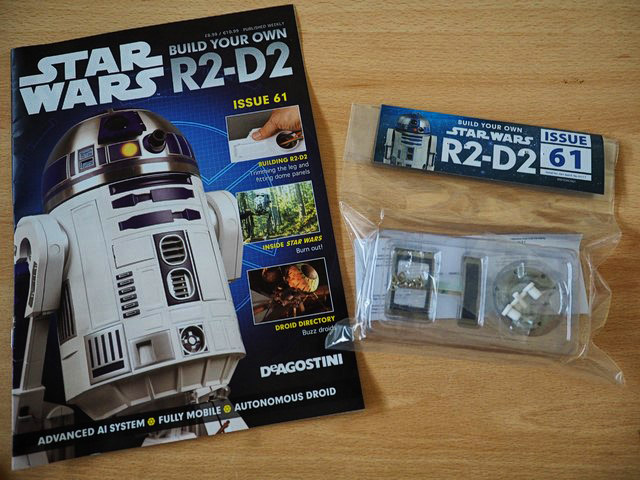 £8.99 / €10.99 PUBLISHED WEEKLY
BUILD YOUR OWN
STAR WARS
R2-D2
ISSUE 61
BUILDING R2-D2
Trimming the leg and
fitting dome panels
INSIDE STAR WARS
Burn out!
DROID DIRECTORY
Buzz droids
DeAGOSTINI
ADVANCED AI SYSTEM FULLY MOBILE AUTONOMOUS DROID
BUILD YOUR OWN
STAR WARS
R2-D2
ISSUE
61